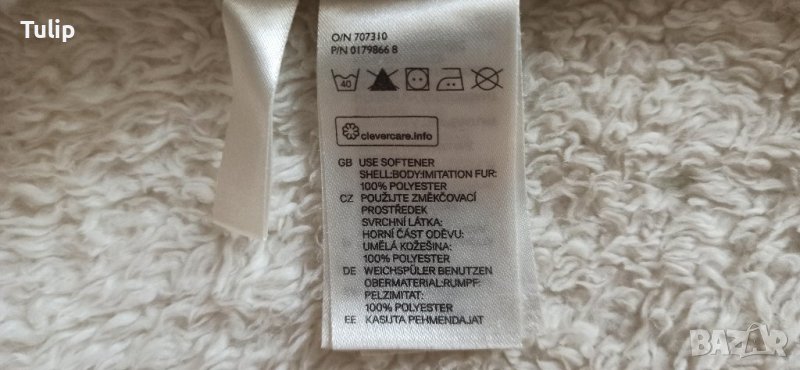 Tulip
O/N 707310
P/N 0179866 8
40
clevercare.info
GB USE SOFTENER
SHELL:BODY:IMITATION FUR:
100% POLYESTER
CZ POUŽIJTE ZMĚKČOVACÍ
PROSTŘEDEK
SVRCHNÍ LÁTKA:
HORNÍ ČÁST ODĚVU:
UMĚLÁ KOŽEŠINA:
100% POLYESTER
DE WEICHSPÜLER BENUTZEN
OBERMATERIAL:RUMPF:
PELZIMITAT:
100% POLYESTER
EE KASUTA PEHMENDAJAT
BAZAR